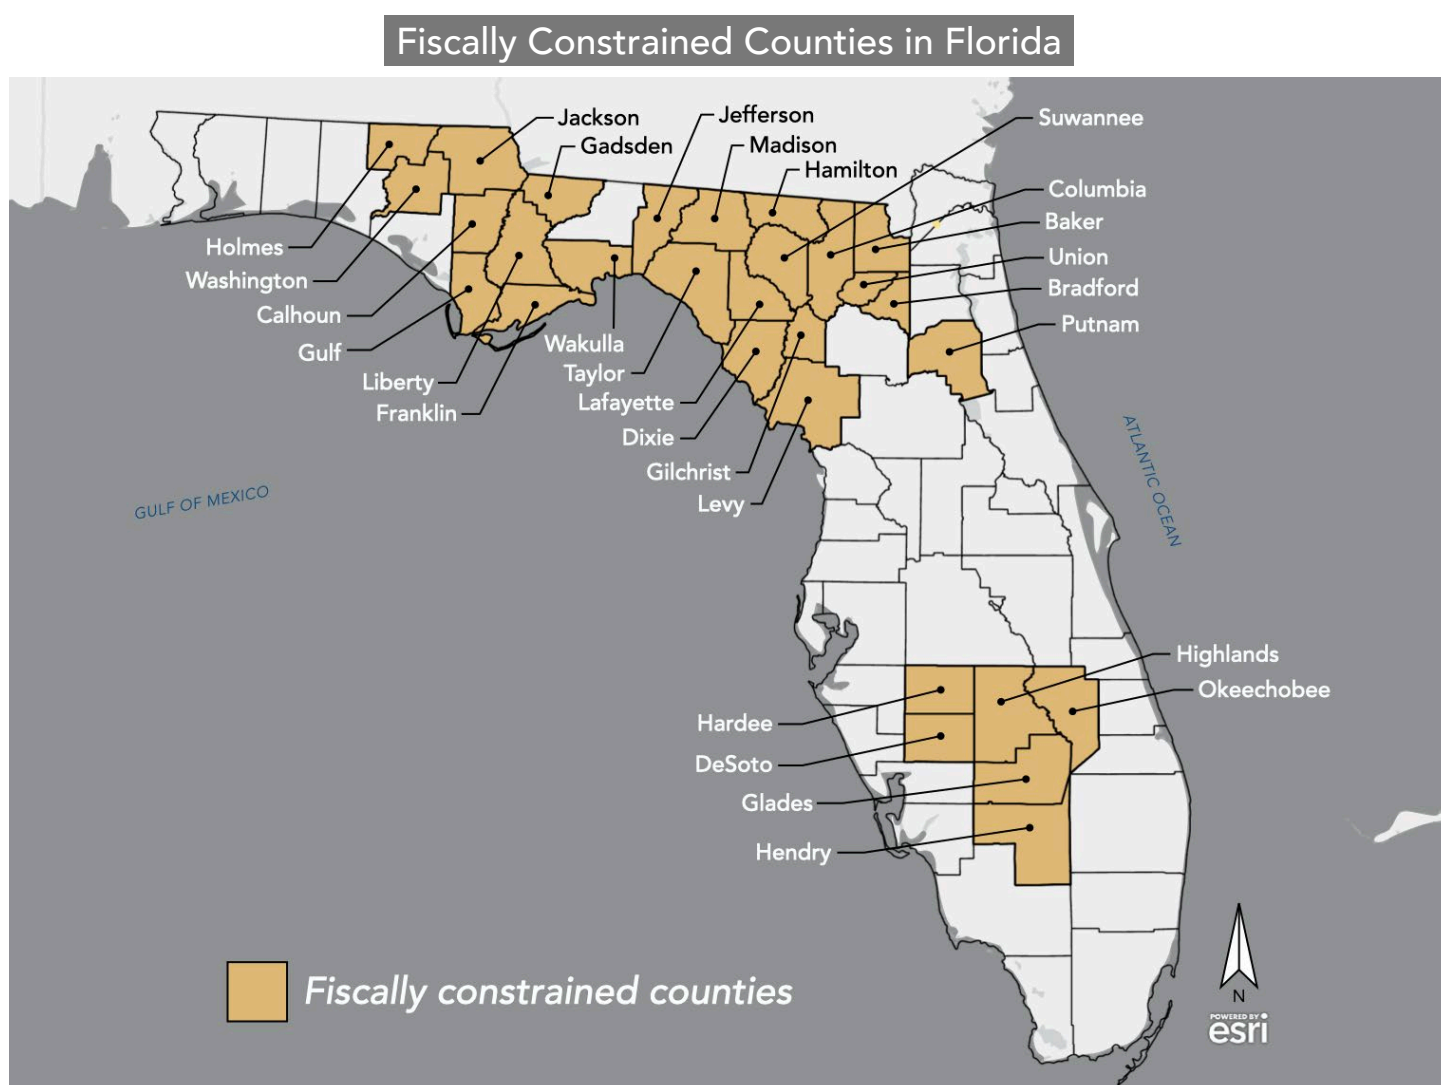 Fiscally Constrained Counties in Florida
Jackson
Gadsden
Jefferson
Madison
Hamilton
Suwannee
Columbia
Baker
Union
Bradford
Putnam
Holmes
Washington
Calhoun
Gulf
Liberty
Franklin
Wakulla
Taylor
Lafayette
Dixie
Gilchrist
Levy
GULF OF MEXICO
ATLANTIC OCEAN
Highlands
Okeechobee
Hardee
DeSoto
Glades
Hendry
Fiscally constrained counties
N
POWERED BY
esri